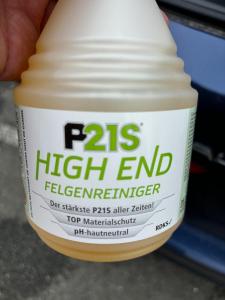 P21S®
HIGH END
FELGENREINIGER
Der stärkste P21S aller Zeiten!
TOP Materialschutz
pH-hautneutral